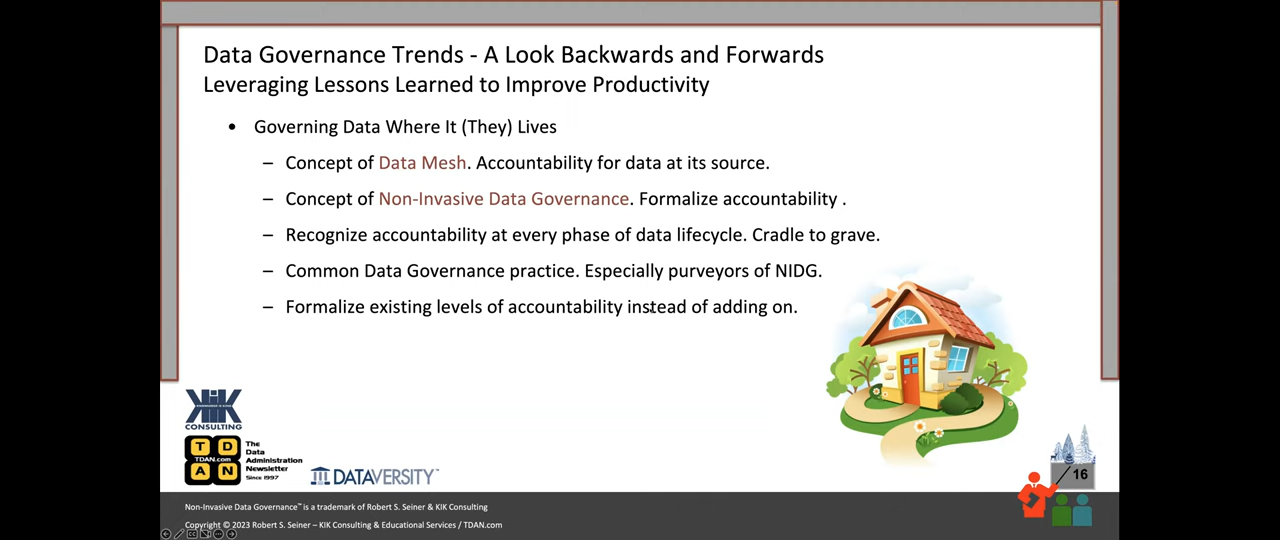 Data Governance Trends - A Look Backwards and Forwards
Leveraging Lessons Learned to Improve Productivity
• Governing Data Where It (They) Lives
– Concept of Data Mesh. Accountability for data at its source.
– Concept of Non-Invasive Data Governance. Formalize accountability .
– Recognize accountability at every phase of data lifecycle. Cradle to grave.
– Common Data Governance practice. Especially purveyors of NIDG.
– Formalize existing levels of accountability instead of adding on.
KIK
CONSULTING
T D
TDAN.com
A N
The
Data
Administration
Newsletter
Since 1997
DATAVERSITY
16
Non-Invasive Data Governance™ is a trademark of Robert S. Seiner & KIK Consulting
Copyright © 2023 Robert S. Seiner – KIK Consulting & Educational Services / TDAN.com